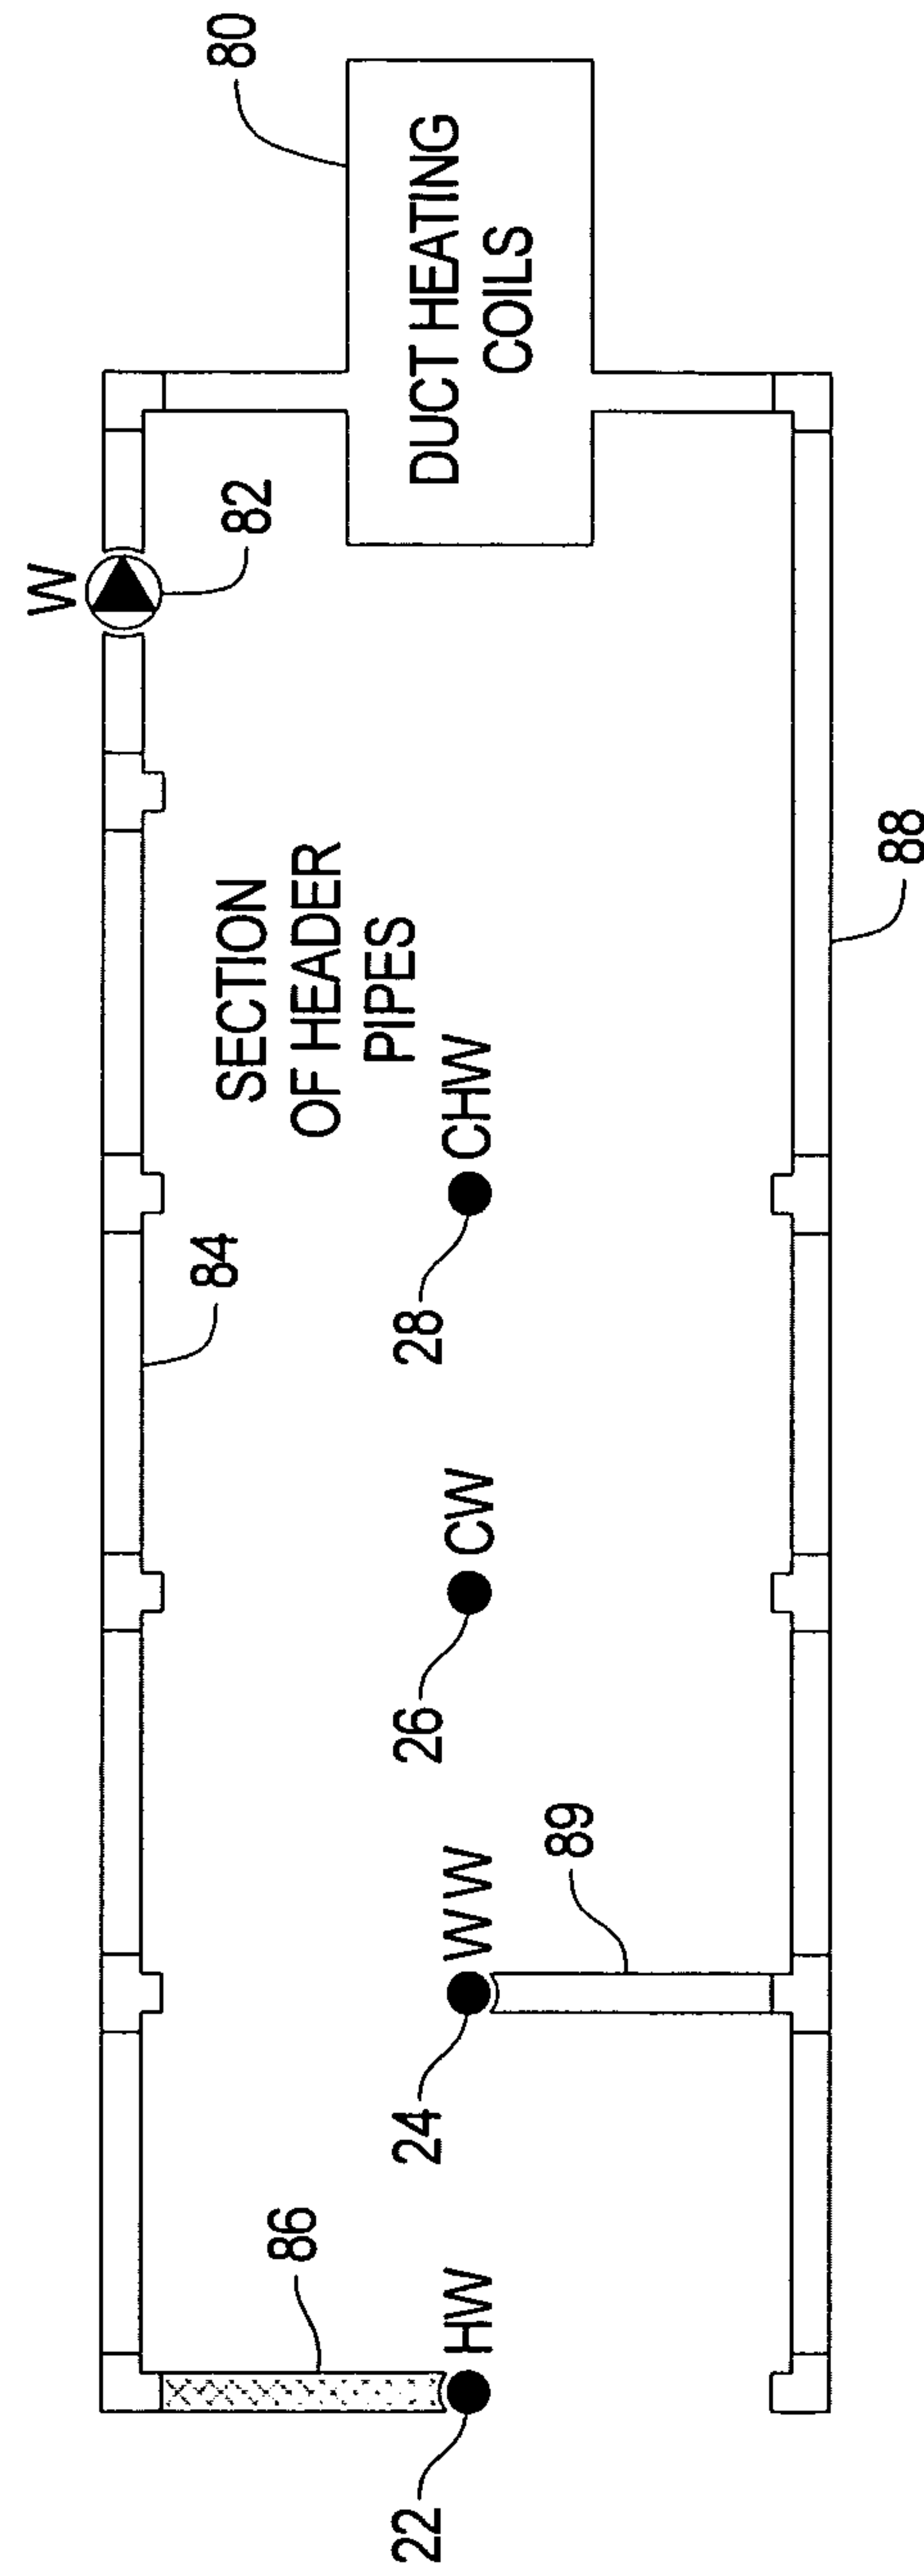 80
W
82
DUCT HEATING
COILS
SECTION
OF HEADER
PIPES
84
28
CHW
88
26
CW
89
24
WW
86
22
HW